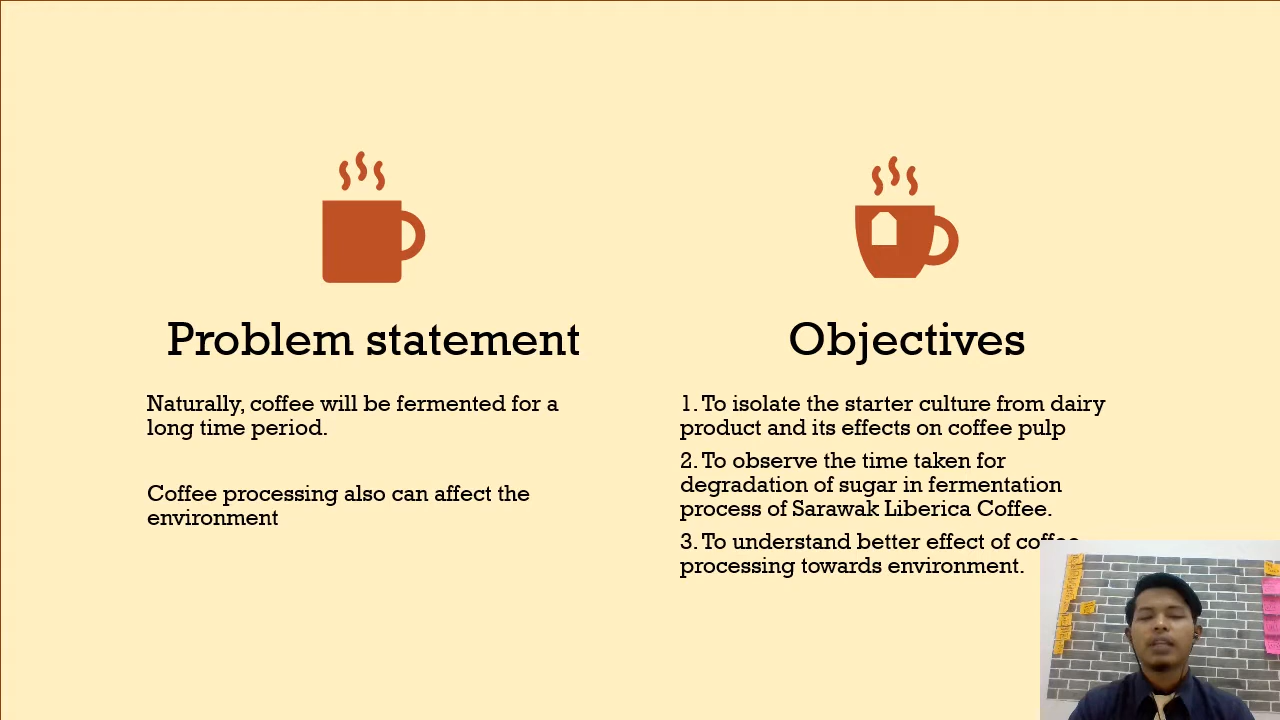 Problem statement
Naturally, coffee will be fermented for a
long time period.
Coffee processing also can affect the
environment
Objectives
1. To isolate the starter culture from dairy
product and its effects on coffee pulp
2. To observe the time taken for
degradation of sugar in fermentation
process of Sarawak Liberica Coffee.
3. To understand better effect of coffee
processing towards environment.